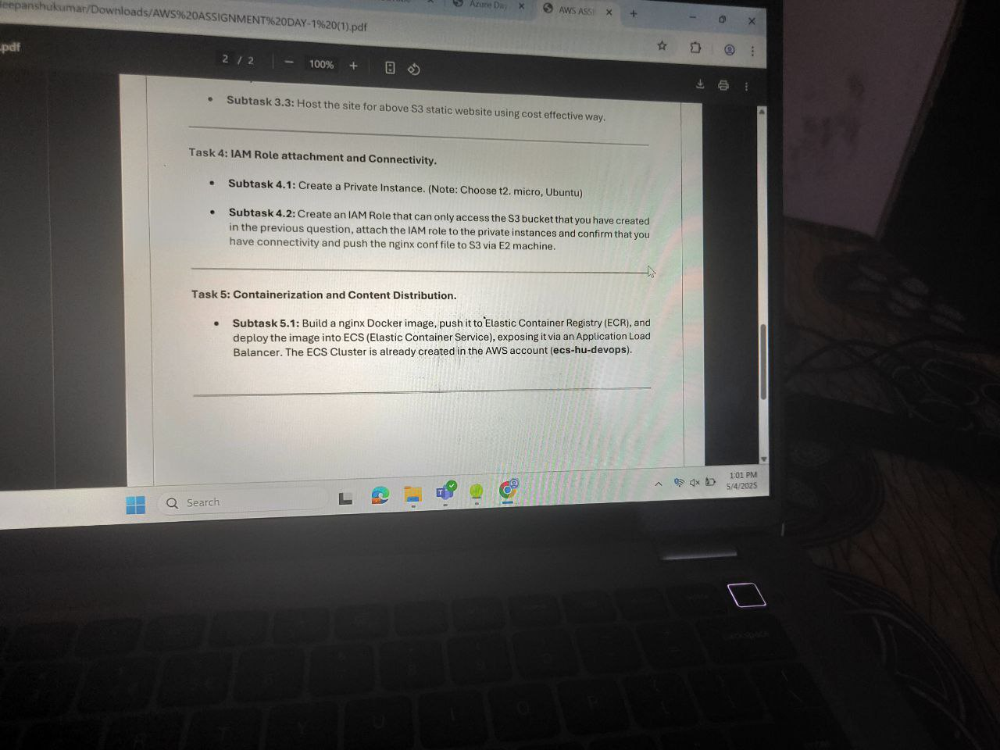 eepanshukumar/Downloads/AWS%20ASSIGNMENT%20DAY-1%20(1).pdf
Azure Day
AWS ASSI
.pdf
2 / 2
100%
Subtask 3.3: Host the site for above S3 static website using cost effective way.
Task 4: IAM Role attachment and Connectivity.
Subtask 4.1: Create a Private Instance. (Note: Choose t2. micro, Ubuntu)
Subtask 4.2: Create an IAM Role that can only access the S3 bucket that you have created
in the previous question, attach the IAM role to the private instances and confirm that you
have connectivity and push the nginx conf file to S3 via E2 machine.
Task 5: Containerization and Content Distribution.
Subtask 5.1: Build a nginx Docker image, push it to Elastic Container Registry (ECR), and
deploy the image into ECS (Elastic Container Service), exposing it via an Application Load
Balancer. The ECS Cluster is already created in the AWS account (ecs-hu-devops).
Search
1:01 PM
5/4/2025
backspace
U
I
O
P